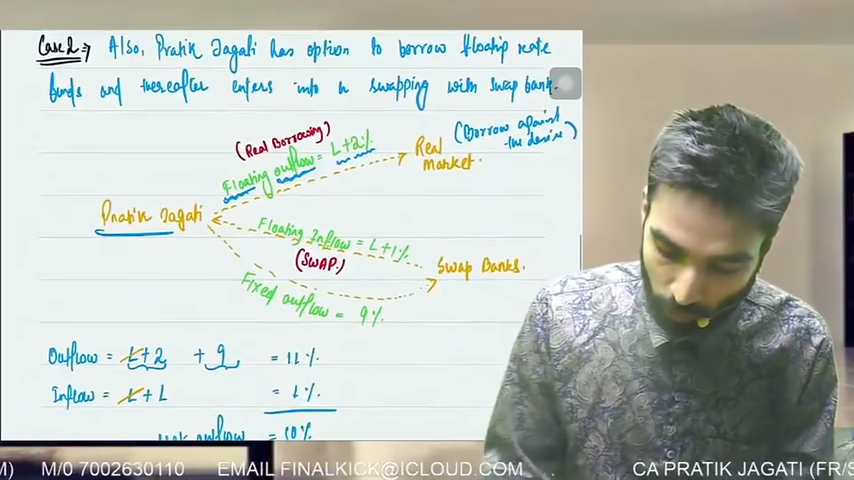 Case 2 :⇒ Also, Pratik Jagati has option to borrow floating rate
funds and thereafter enters into a swapping with swap bank.
(Real Borrowing)
Floating outflow = L+2%
Real
Market.
(Borrow against
the desire)
Pratik Jagati
Floating Inflow = L+1%
(SWAP)
Swap Banks.
Fixed outflow = 9%
Outflow = L+2 + 9 = 11%
Inflow = L + 1 = 1%
outflow = 10%
M) M/0 7002630110 EMAIL FINALKICK@ICLOUD.COM CA PRATIK JAGATI (FR/S